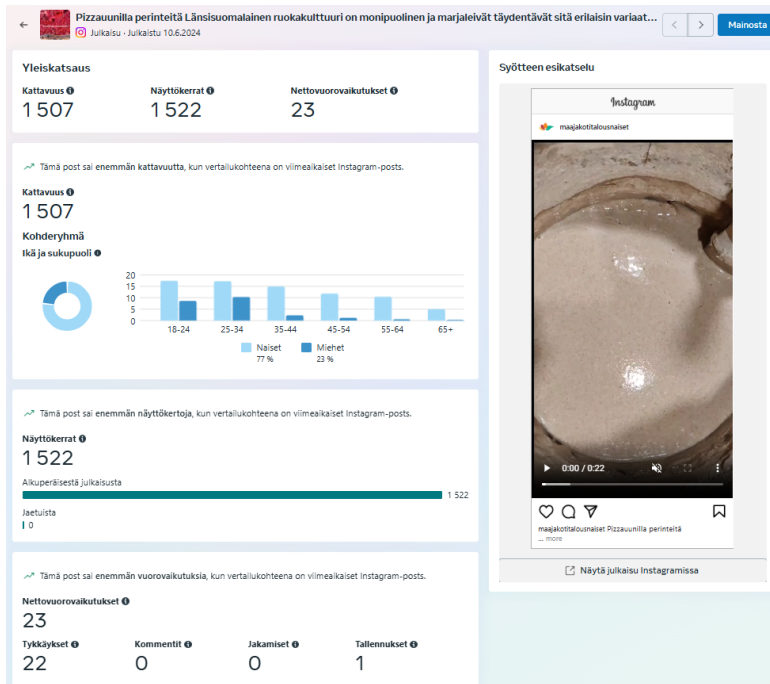 Pizzauunilla perinteitä Länsisuomalainen ruokakulttuuri on monipuolinen ja marjaleivät täydentävät sitä erilaisin variaat...
Julkaisu · Julkaistu 10.6.2024
Mainosta
Yleiskatsaus
Kattavuus
Näyttökerrat
Nettovuorovaikutukset
1 507
1 522
23
Tämä post sai enemmän kattavuutta, kun vertailukohteena on viimeaikaiset Instagram-posts.
Kattavuus
1 507
Kohderyhmä
Ikä ja sukupuoli
20
15
10
5
0
18-24 25-34 35-44 45-54 55-64 65+
Naiset Miehet
77 % 23 %
Tämä post sai enemmän näyttökertoja, kun vertailukohteena on viimeaikaiset Instagram-posts.
Näyttökerrat
1 522
Alkuperäisestä julkaisusta
1 522
Jaetuista
0
Tämä post sai enemmän vuorovaikutuksia, kun vertailukohteena on viimeaikaiset Instagram-posts.
Nettovuorovaikutukset
23
Tykkäykset Kommentit Jakamiset Tallennukset
22 0 0 1
Syötteen esikatselu
Instagram
maajakotitalousnaiset
0:00 / 0:22
maajakotitalousnaiset Pizzauunilla perinteitä
... more
Näytä julkaisu Instagramissa